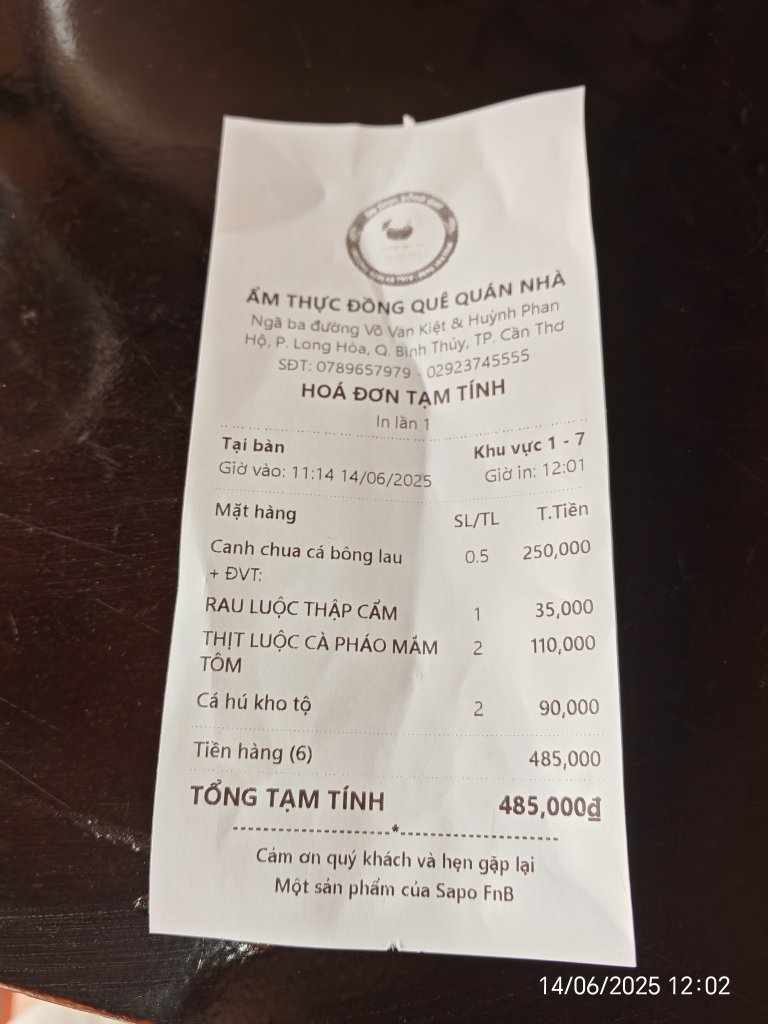 ẨM THỰC ĐỒNG QUÊ QUÁN NHÀ
Ngã ba đường Võ Văn Kiệt & Huỳnh Phan
Hộ, P. Long Hòa, Q. Bình Thủy, TP. Cần Thơ
SĐT: 0789657979 - 02923745555
HOÁ ĐƠN TẠM TÍNH
In lần 1
Tại bàn Khu vực 1 - 7
Giờ vào: 11:14 14/06/2025 Giờ in: 12:01
Mặt hàng SL/TL T.Tiền
Canh chua cá bông lau 0.5 250,000
+ ĐVT:
RAU LUỘC THẬP CẨM 1 35,000
THỊT LUỘC CÀ PHÁO MẮM 2 110,000
TÔM
Cá hú kho tộ 2 90,000
Tiền hàng (6) 485,000
TỔNG TẠM TÍNH 485,000đ
Cảm ơn quý khách và hẹn gặp lại
Một sản phẩm của Sapo FnB
14/06/2025 12:02